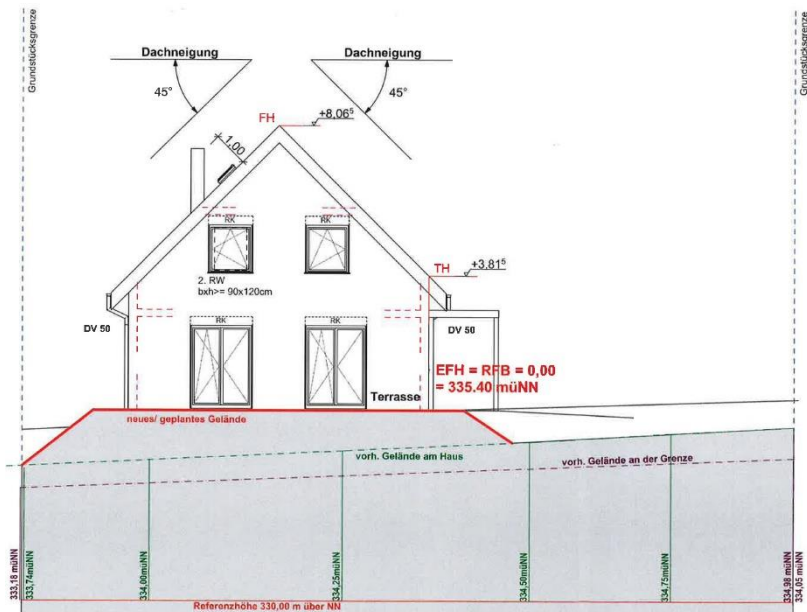 Grundstücksgrenze
Grundstücksgrenze
Dachneigung
Dachneigung
45°
45°
FH
+8,06⁵
1,00
RK
RK
TH
+3,81⁵
2. RW
bxh>= 90x120cm
DV 50
RK
RK
DV 50
EFH = RFB = 0,00
= 335.40 müNN
Terrasse
neues/ geplantes Gelände
vorh. Gelände am Haus
vorh. Gelände an der Grenze
333,18 müNN
333,74müNN
334,00müNN
334,25müNN
334,50müNN
334,75müNN
334,98 müNN
334,05 müNN
Referenzhöhe 330,00 m über NN